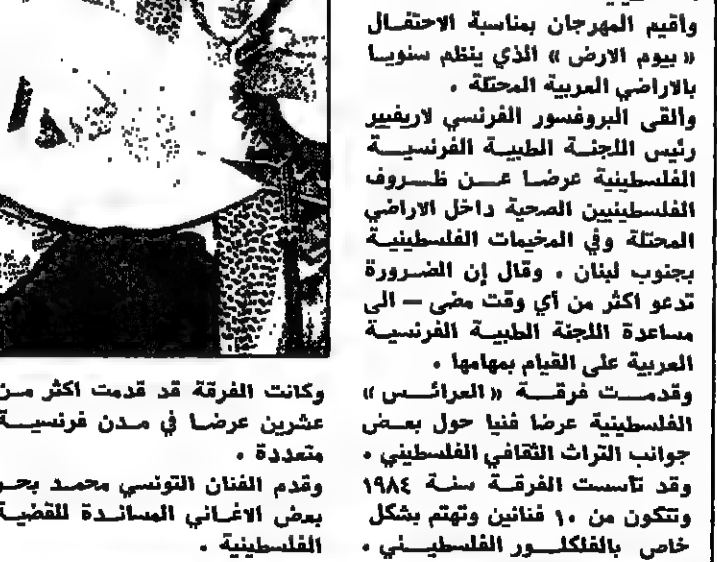 وأقيم المهرجان بمناسبة الاحتفال
« بيوم الارض » الذي ينظم سنويا
بالاراضي العربية المحتلة .
وألقى البروفسور الفرنسي لاريفيير
رئيس اللجنة الطبية الفرنسية
الفلسطينية عرضا عن ظروف
الفلسطينيين الصحية داخل الاراضي
المحتلة وفي المخيمات الفلسطينية
بجنوب لبنان . وقال إن الضرورة
تدعو اكثر من أي وقت مضى — الى
مساعدة اللجنة الطبية الفرنسية
العربية على القيام بمهامها .
وقدمت فرقة « العرائس »
الفلسطينية عرضا فنيا حول بعض
جوانب التراث الثقافي الفلسطيني .
وقد تأسست الفرقة سنة ١٩٨٤
وتتكون من ١٠ فنانين وتهتم بشكل
خاص بالفلكلور الفلسطيني .
وكانت الفرقة قد قدمت اكثر من
عشرين عرضا في مدن فرنسية
متعددة .
وقدم الفنان التونسي محمد بحر
بعض الاغاني المساندة للقضية
الفلسطينية .